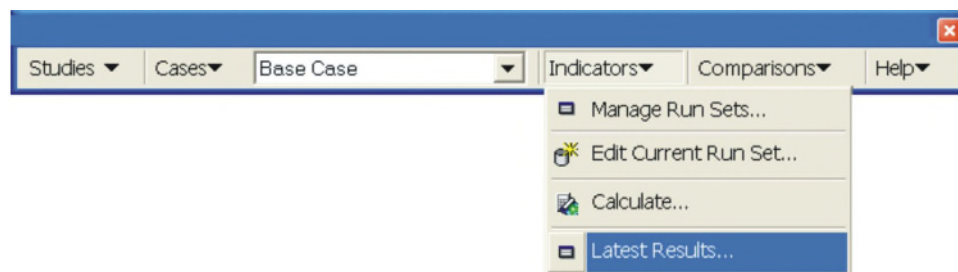 Studies Cases Base Case Indicators Comparisons Help
Manage Run Sets...
Edit Current Run Set...
Calculate...
Latest Results...